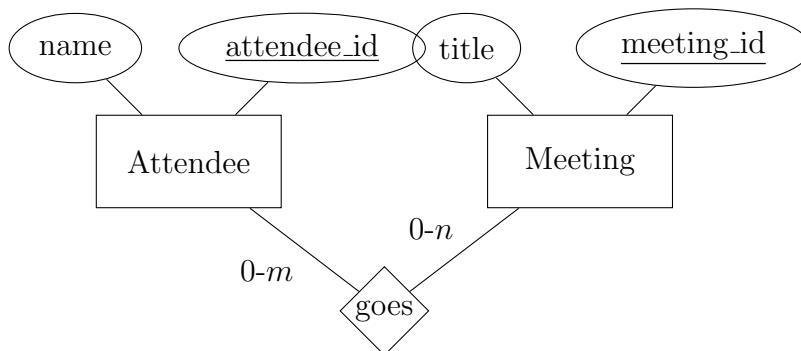 name
attendee_id
title
meeting_id
Attendee
Meeting
0-m
0-n
goes